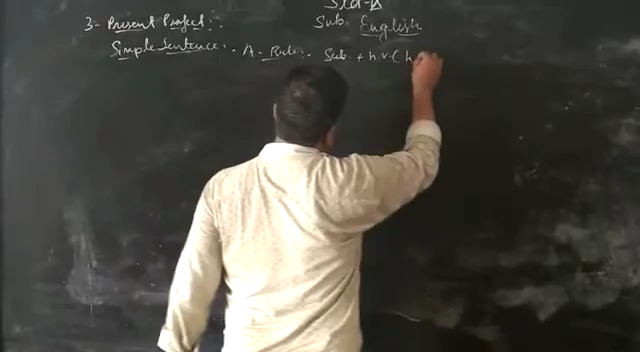 Std-
Sub. English
3- Present Perfect:-
Simple Sentence:- A- Rule:- Sub. + h.v.( h